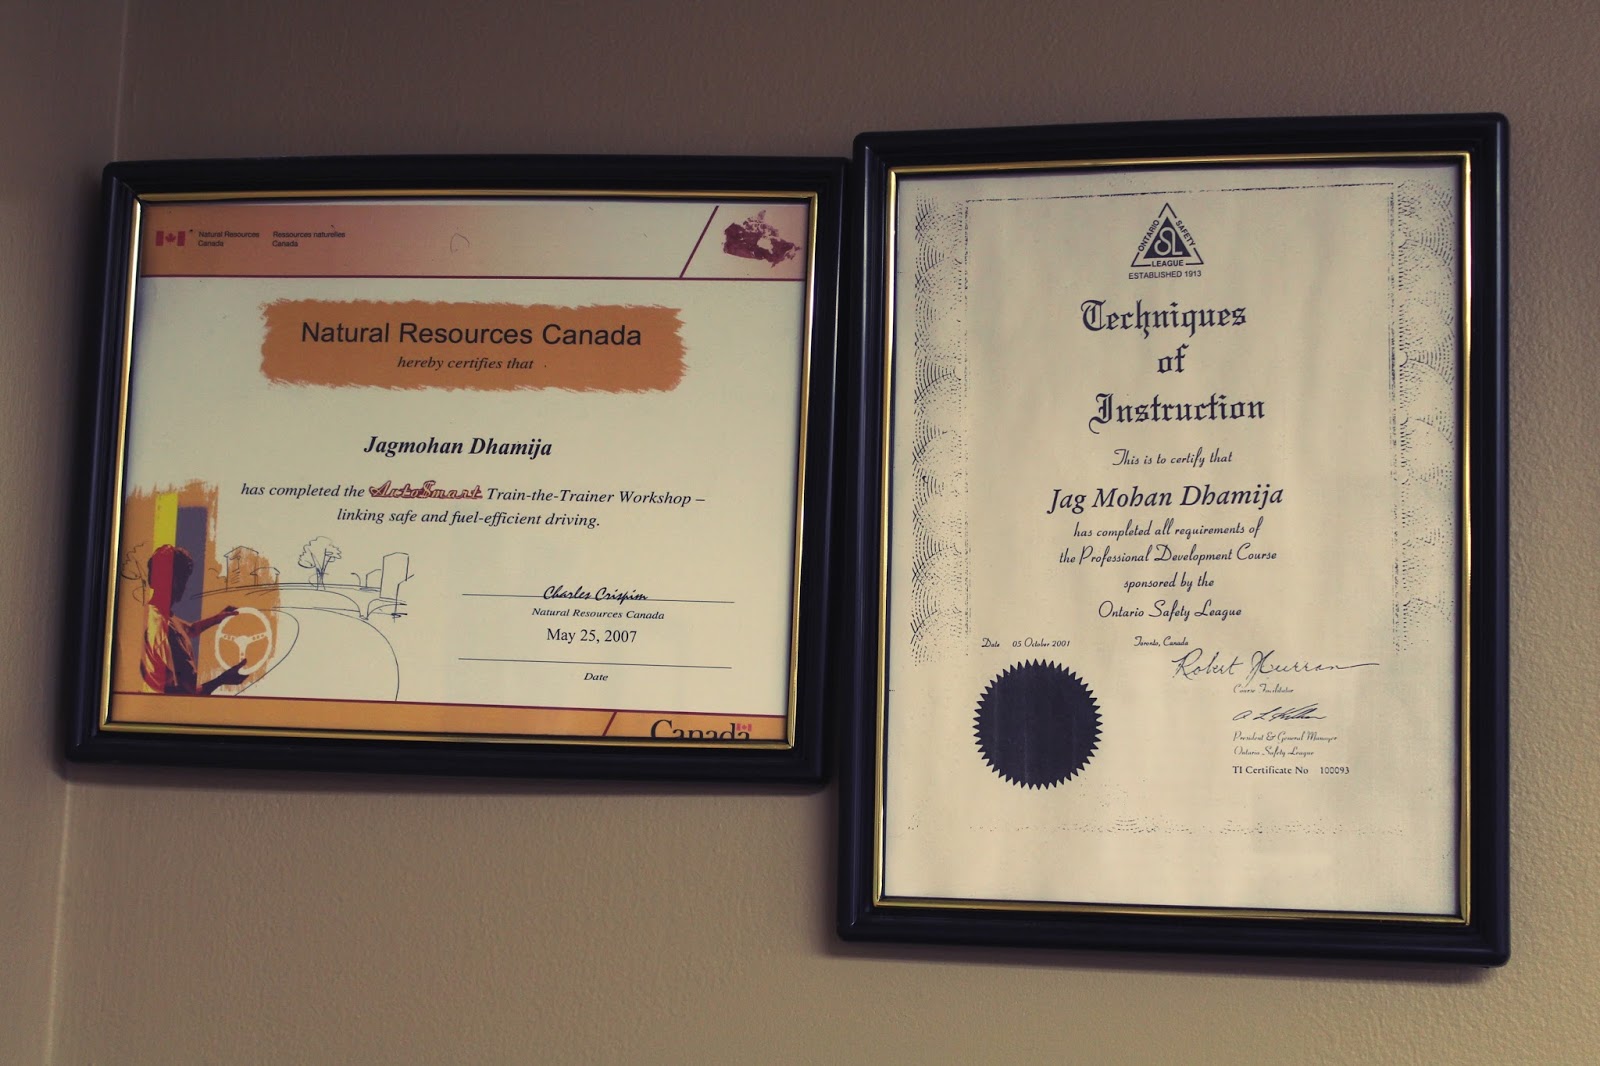 Natural Resources Ressources naturelles
Canada Canada
Natural Resources Canada
hereby certifies that
Jagmohan Dhamija
has completed the AutoSmart Train-the-Trainer Workshop –
linking safe and fuel-efficient driving.
Charles Crispim
Natural Resources Canada
May 25, 2007
Date
Canada
ONTARIO SAFETY LEAGUE
OSL
ESTABLISHED 1913
Techniques
of
Instruction
This is to certify that
Jag Mohan Dhamija
has completed all requirements of
the Professional Development Course
sponsored by the
Ontario Safety League
Date 05 October 2001 Toronto, Canada
Robert
Course Facilitator
President & General Manager
Ontario Safety League
TI Certificate No 100093